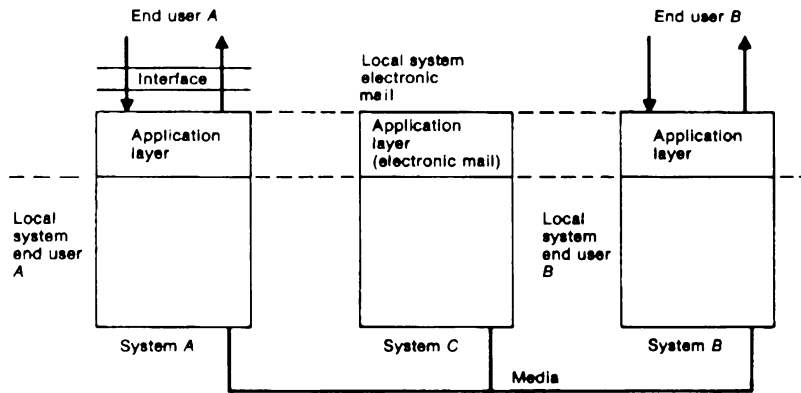 End user A
End user B
Interface
Local system
electronic
mail
Application
layer
Application
layer
(electronic mail)
Application
layer
Local
system
end user
A
Local
system
end user
B
System A
System C
System B
Media